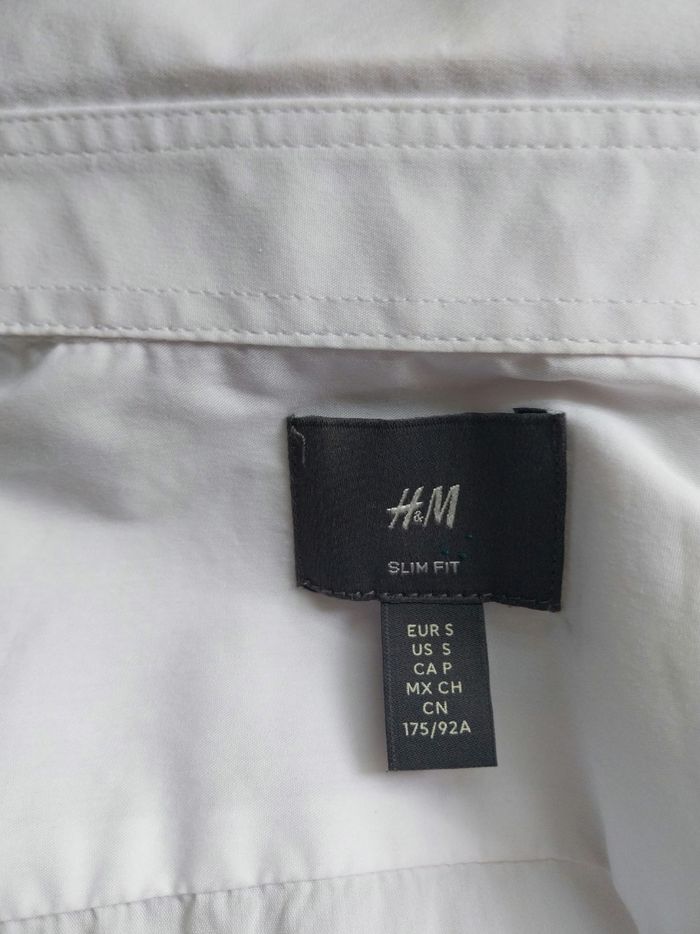 H&M
SLIM FIT
EUR S
US S
CA P
MX CH
CN
175/92A